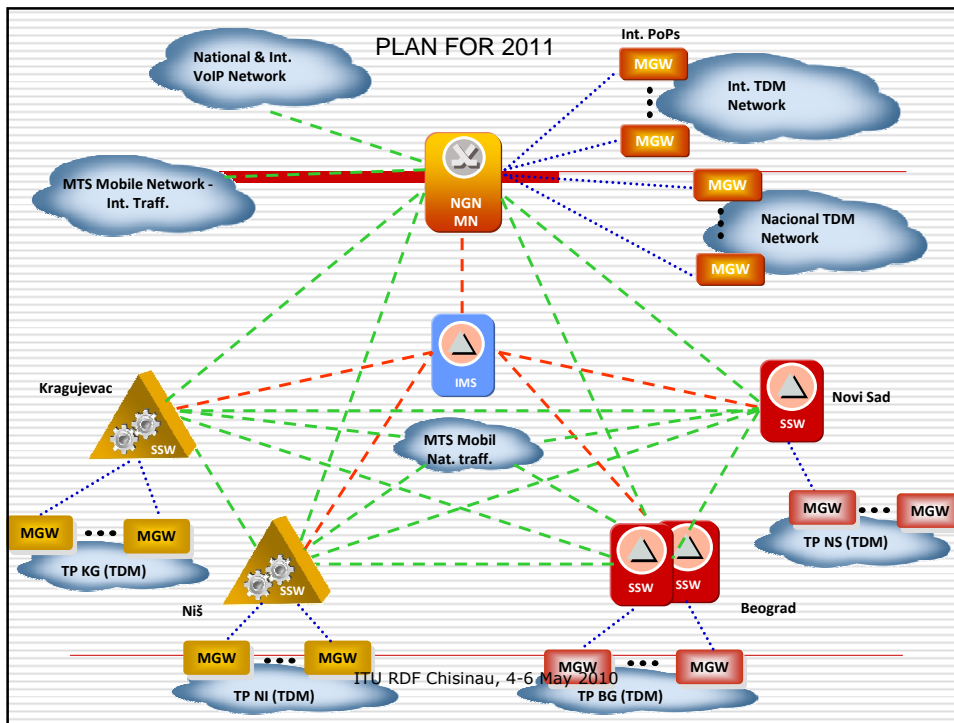 PLAN FOR 2011
National & Int.
VoIP Network
Int. PoPs
MGW
Int. TDM
Network
MGW
MTS Mobile Network -
Int. Traff.
NGN
MN
MGW
Nacional TDM
Network
MGW
IMS
Kragujevac
SSW
Novi Sad
SSW
MTS Mobil
Nat. traff.
MGW
MGW
TP KG (TDM)
MGW
MGW
TP NS (TDM)
SSW
Niš
SSW
SSW
Beograd
MGW
MGW
TP NI (TDM)
MGW
MGW
TP BG (TDM)
ITU RDF Chisinau, 4-6 May 2010